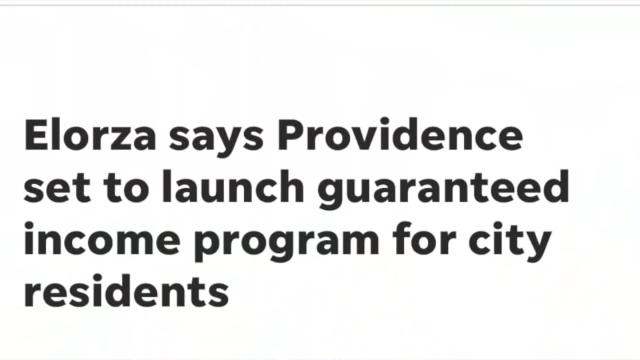 Elorza says Providence
set to launch guaranteed
income program for city
residents